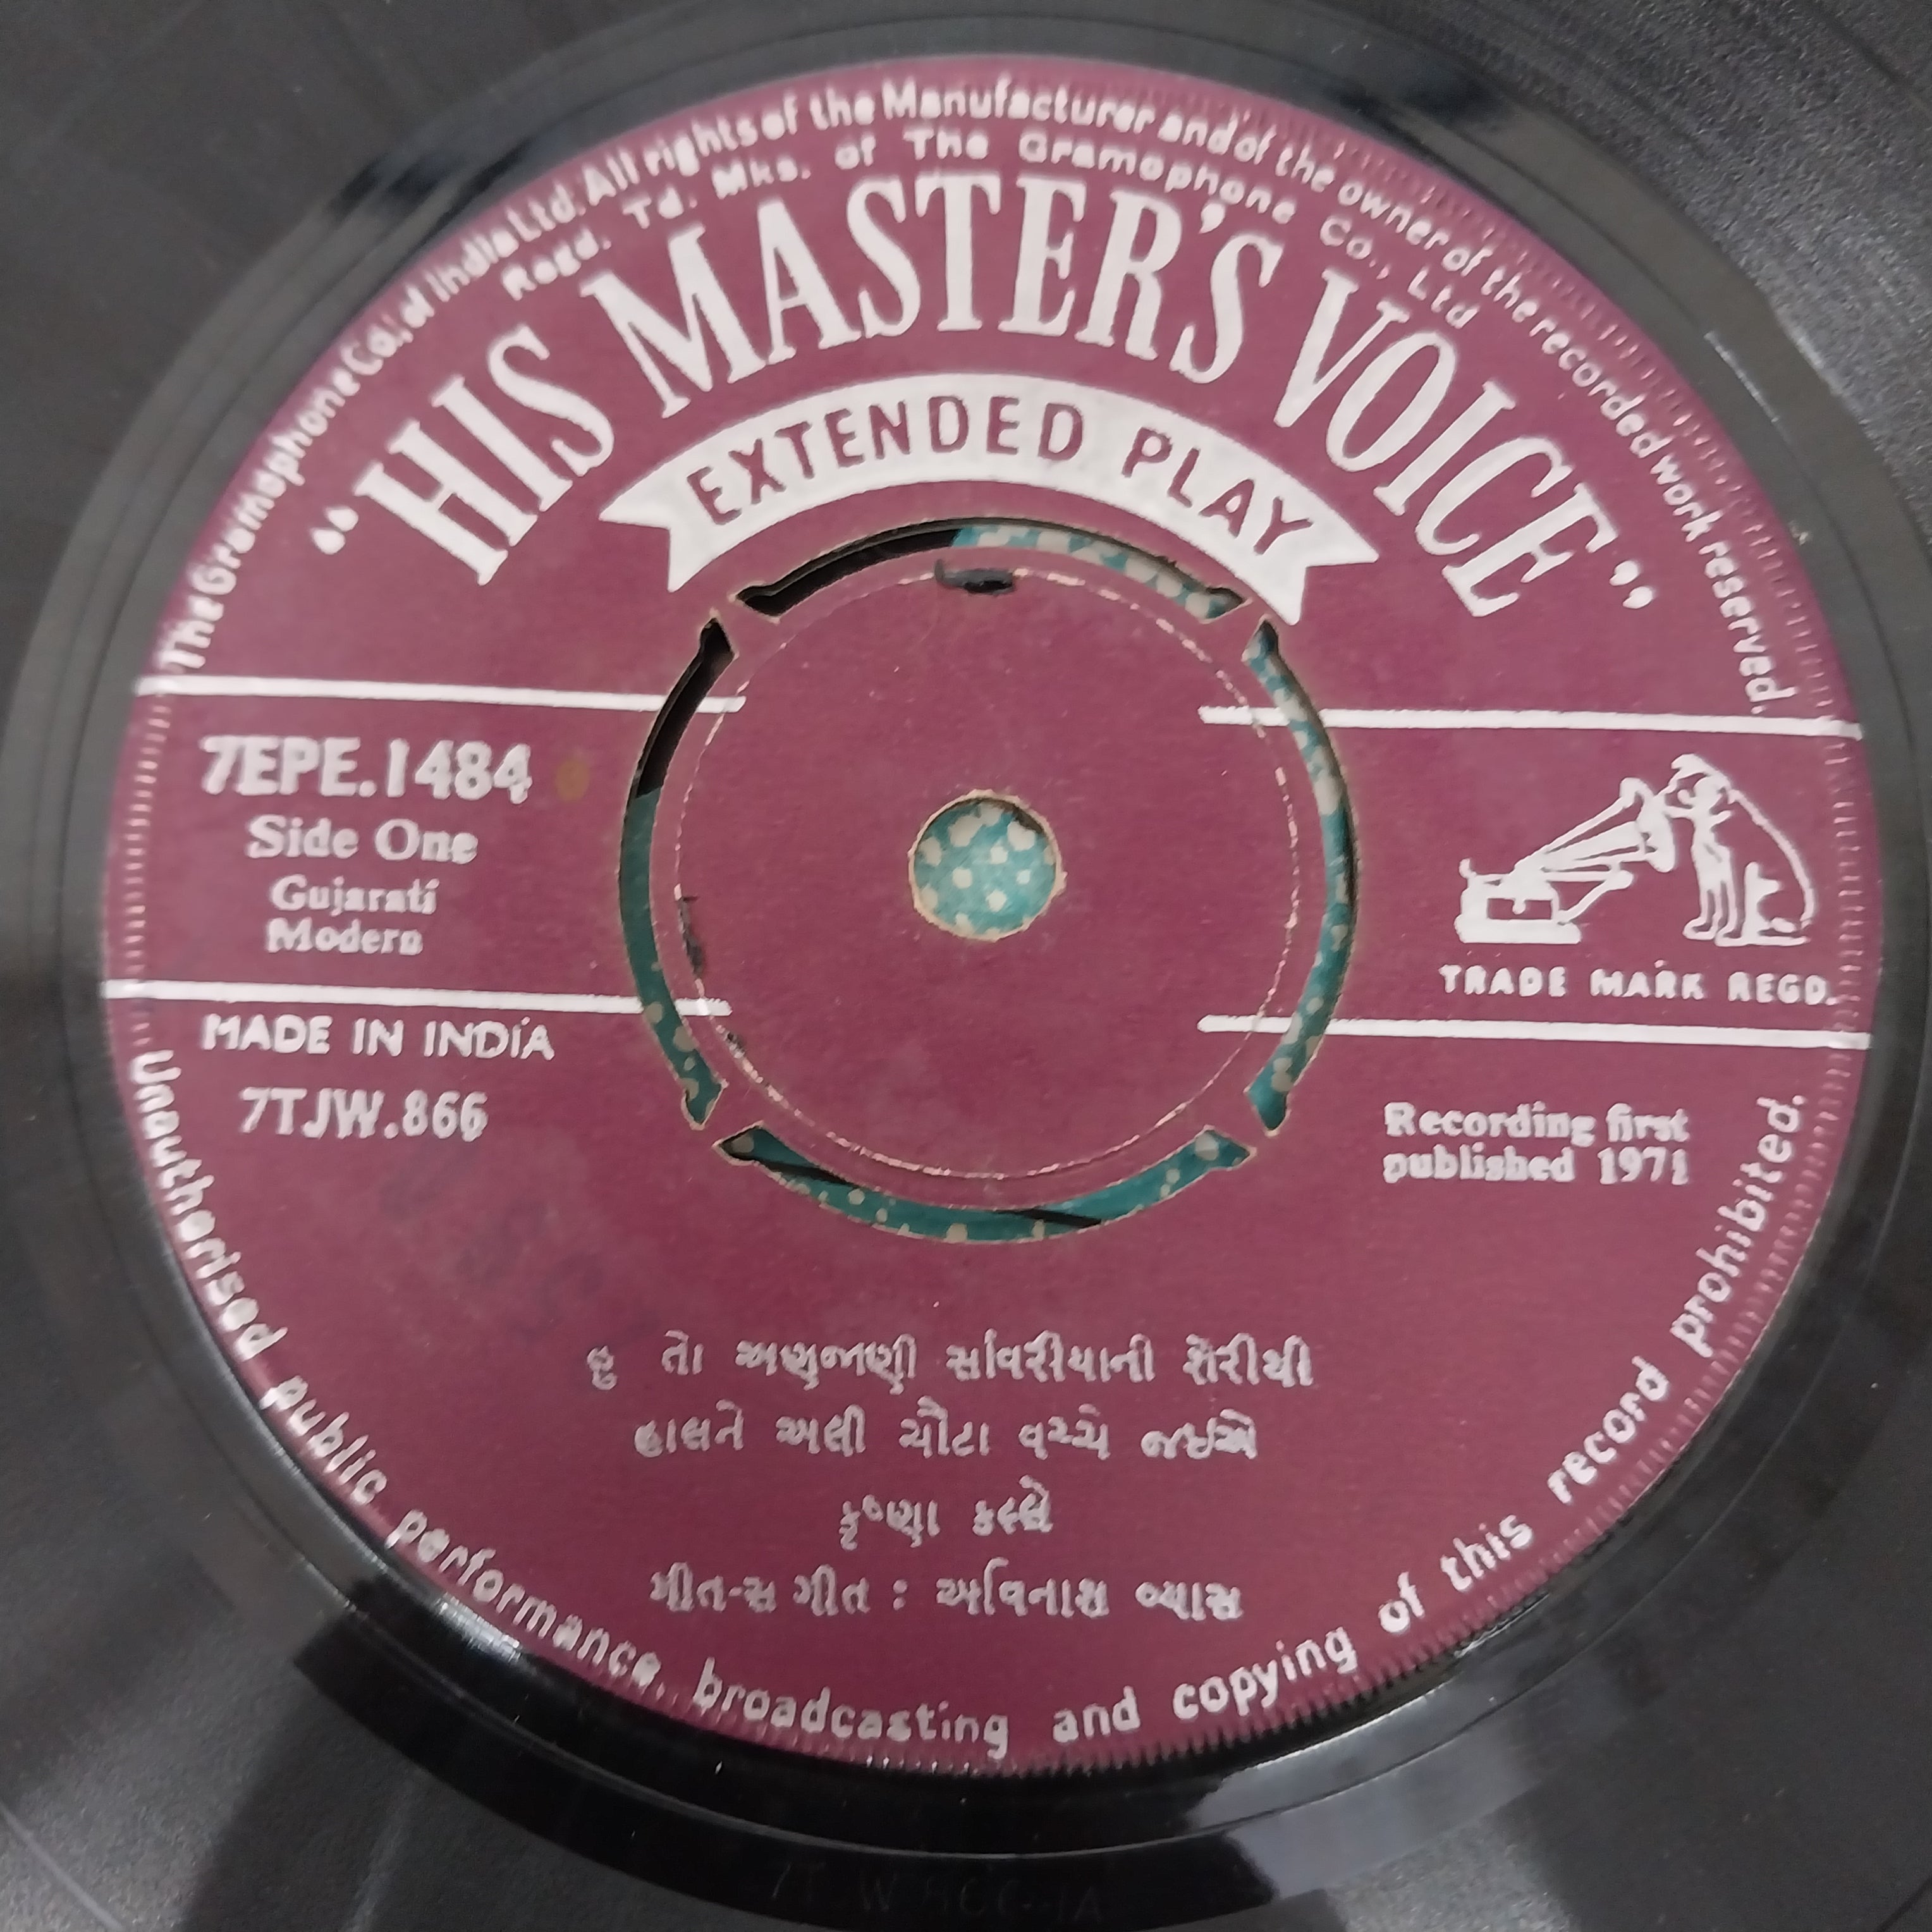 The Gramophone Co., of India Ltd. All rights of the Manufacturer and of the owner of the recorded work reserved.
Regd. Td. Mks. of The Gramophone Co., Ltd
"HIS MASTER'S VOICE"
EXTENDED PLAY
7EPE.1484
Side One
Gujarati
Modern
TRADE MARK REGD.
MADE IN INDIA
7TJW.866
Recording first
published 1971
હુ તો અણજાણી સાંવરીયાની શેરીથી
હાલને અલી ચૌટા વચ્ચે જઈએ
કૃષ્ણા કલ્લે
ગીત-સ ગીત : અવિનાશ વ્યાસ
Unauthorised public performance, broadcasting and copying of this record prohibited.